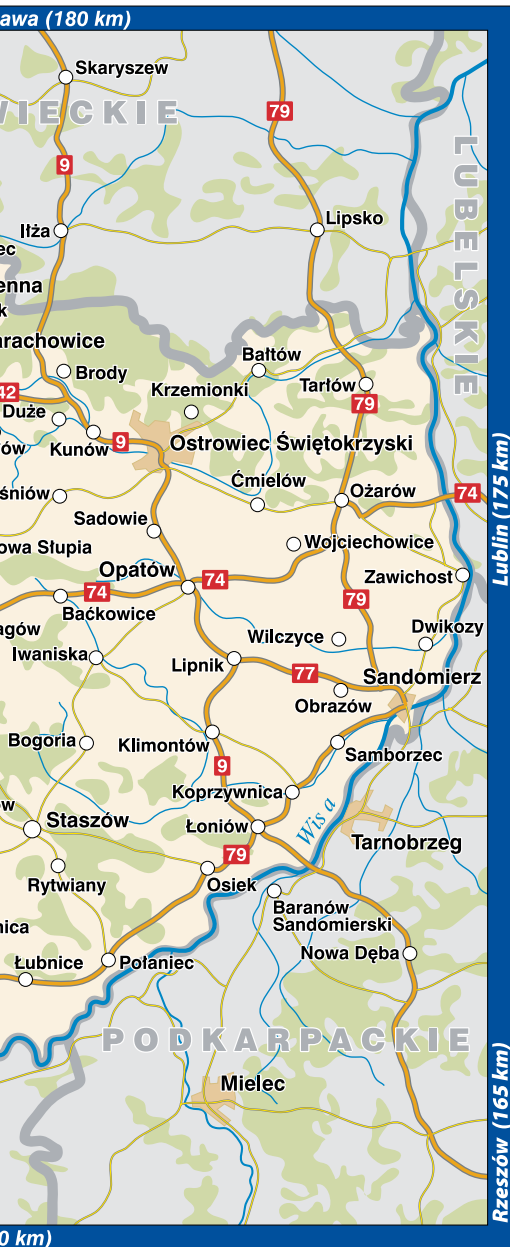 awa (180 km)
Skaryszew
WIECKIE
79
9
LUBELSKIE
Lipsko
Iłża
ec
enna
k
arachowice
Bałtów
Brody
Krzemionki
Tarłów
42
79
Duże
9
Ostrowiec Świętokrzyski
ów
Kunów
Lublin (175 km)
Ćmielów
śniów
Ożarów
74
Sadowie
Wojciechowice
owa Słupia
Opatów
74
Zawichost
74
79
Baćkowice
Dwikozy
agów
Wilczyce
Iwaniska
Lipnik
77
Sandomierz
Obrazów
Bogoria
Klimontów
Samborzec
9
Koprzywnica
ów
Staszów
Łoniów
Wis a
Tarnobrzeg
79
Rytwiany
Osiek
Baranów
Sandomierski
nica
Nowa Dęba
Łubnice
Połaniec
PODKARPACKIE
Mielec
Rzeszów (165 km)
0 km)